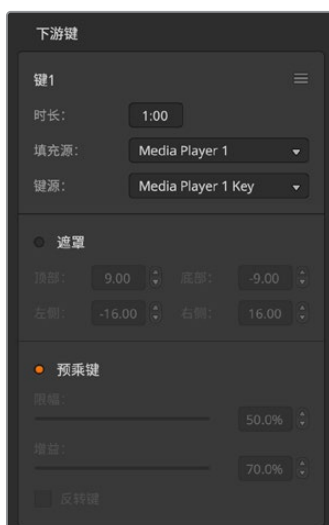 下游键
键1
时长： 1:00
填充源： Media Player 1
键源： Media Player 1 Key
遮罩
顶部： 9.00 底部： -9.00
左侧： -16.00 右侧： 16.00
预乘键
限幅：
50.0%
增益：
70.0%
反转键